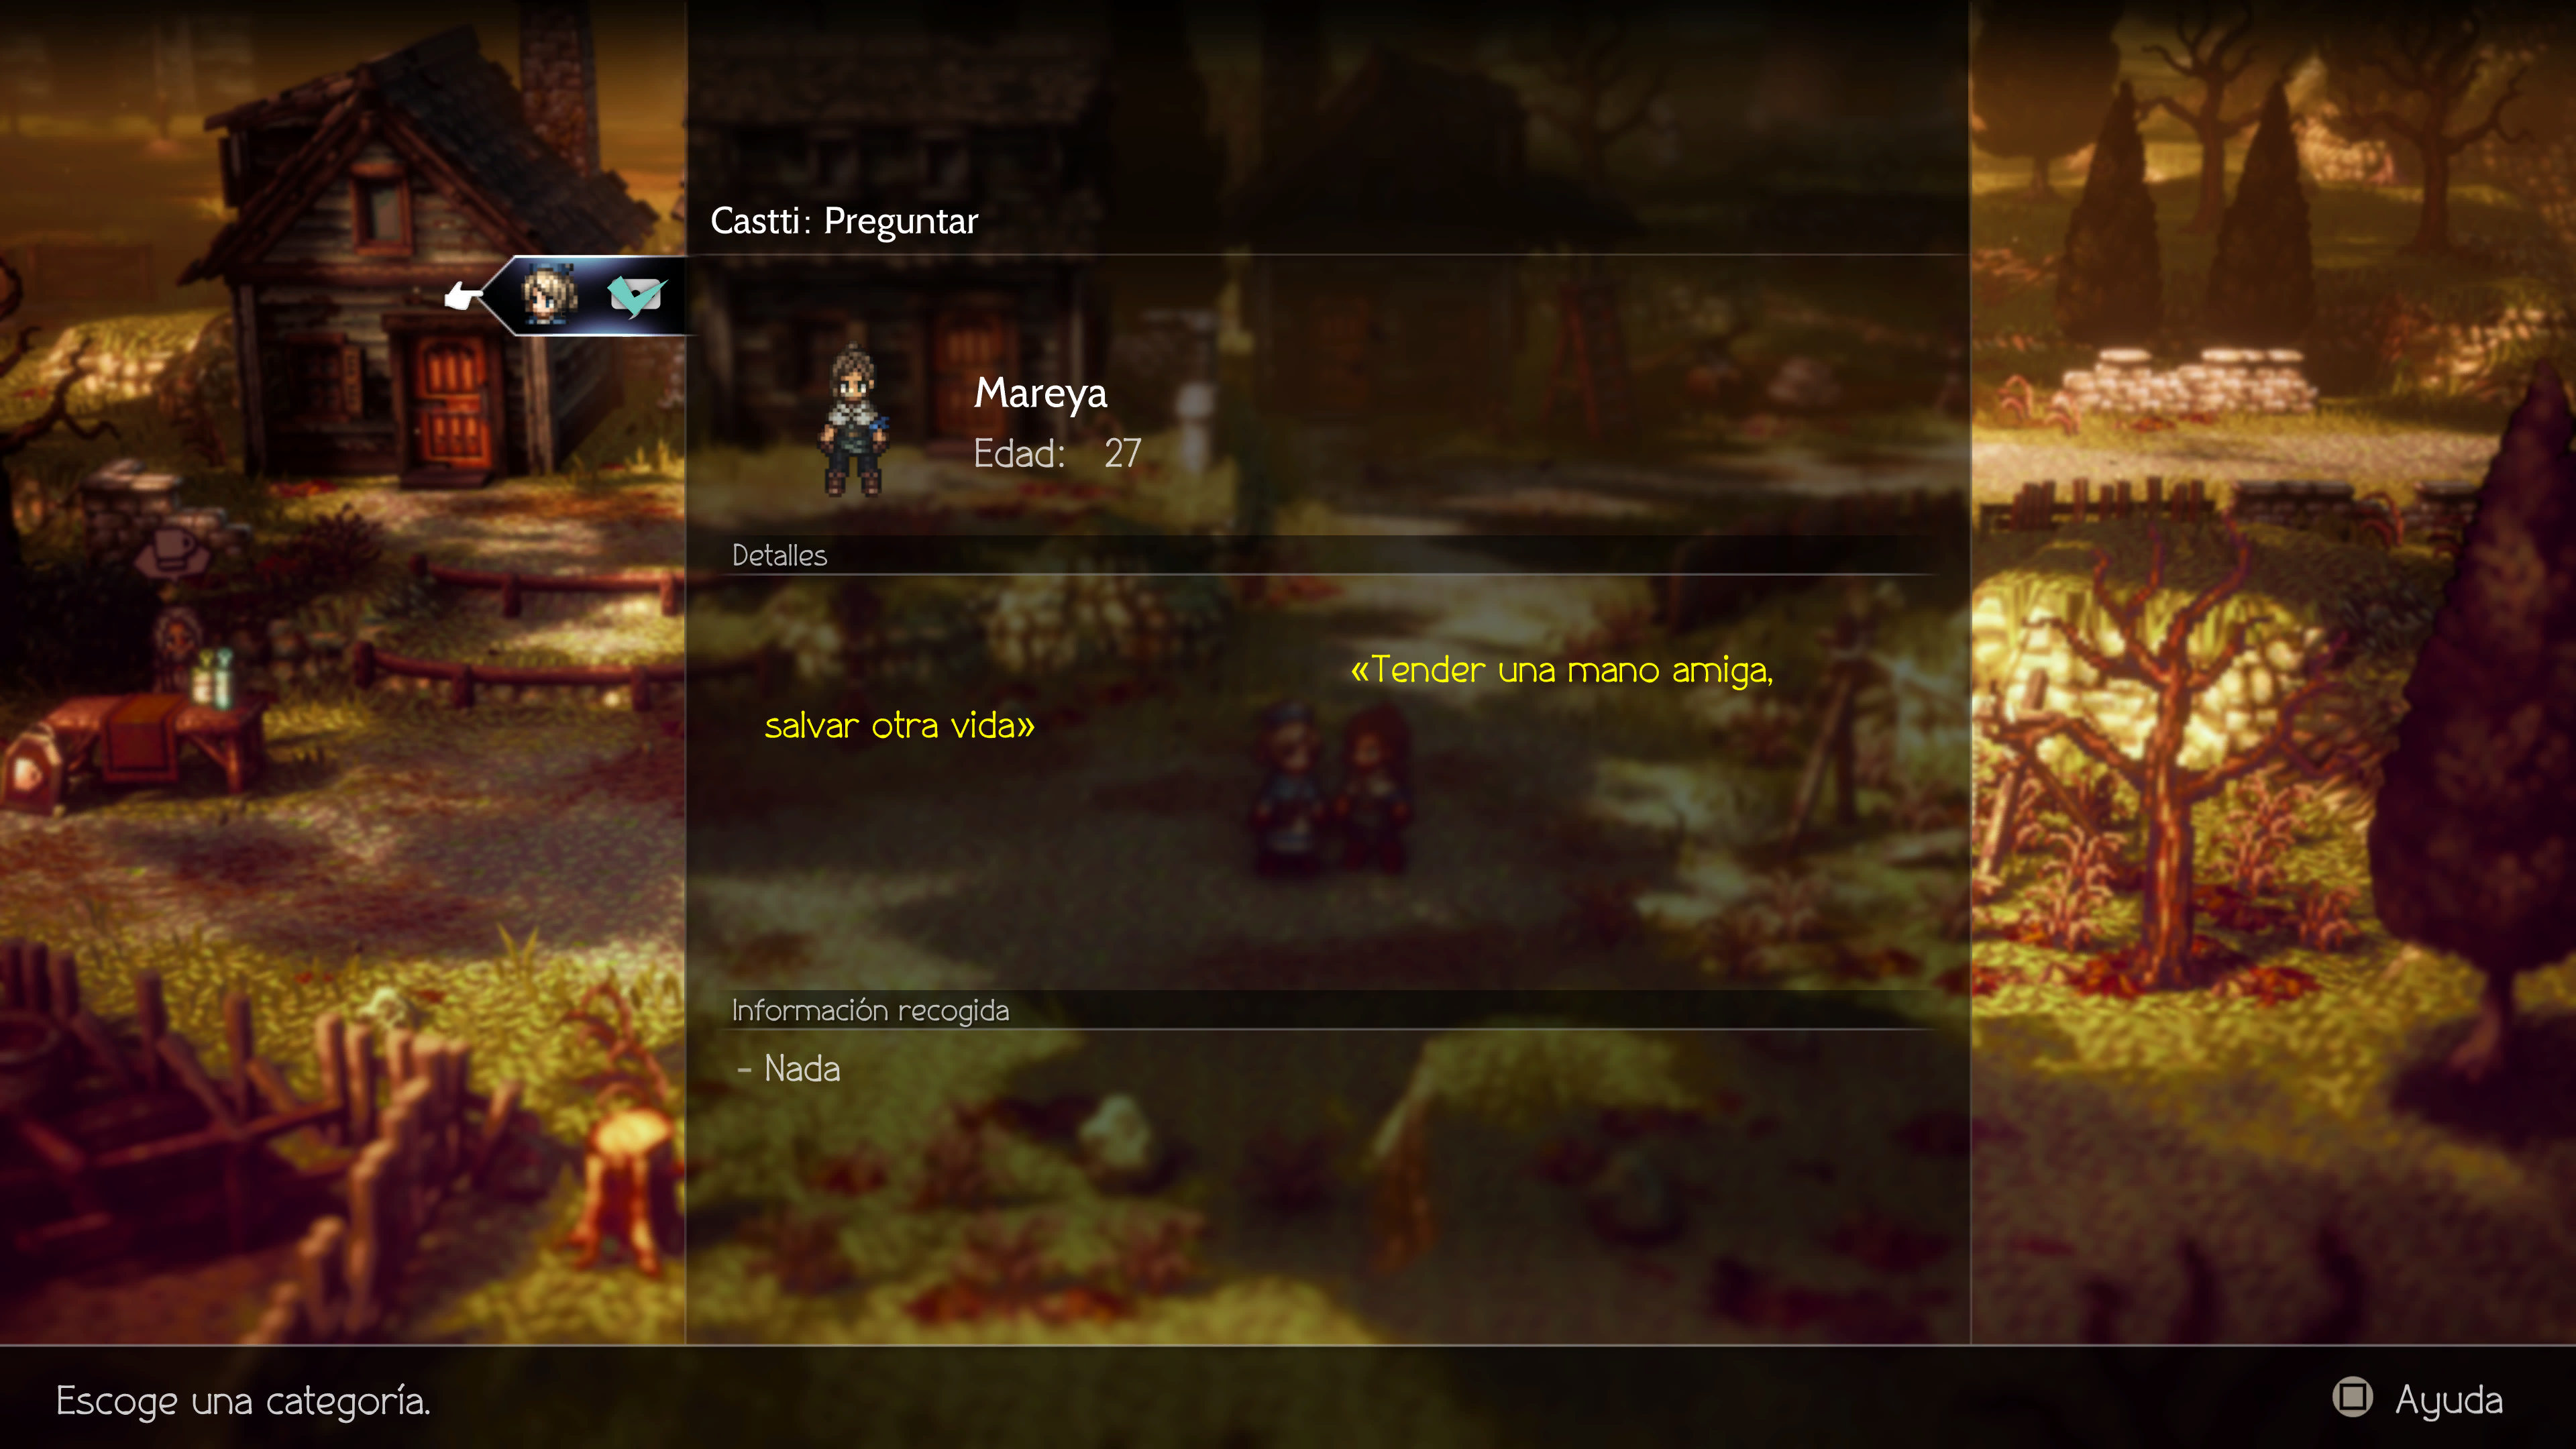 Castti: Preguntar
Mareya
Edad: 27
Detalles
«Tender una mano amiga,
salvar otra vida»
Información recogida
- Nada
Escoge una categoría.
Ayuda